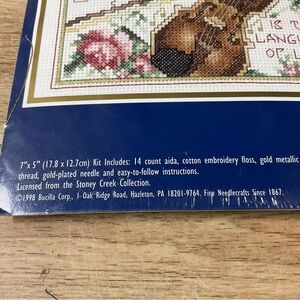 IS T
LANGU
OF L
7" x 5" (17.8 x 12.7cm) Kit Includes: 14 count aida, cotton embroidery floss, gold metallic
thread, gold-plated needle and easy-to-follow instructions.
Licensed from the Stoney Creek Collection.
©1998 Bucilla Corp., 1 Oak Ridge Road, Hazleton, PA 18201-9764. Fine Needlecrafts Since 1867.